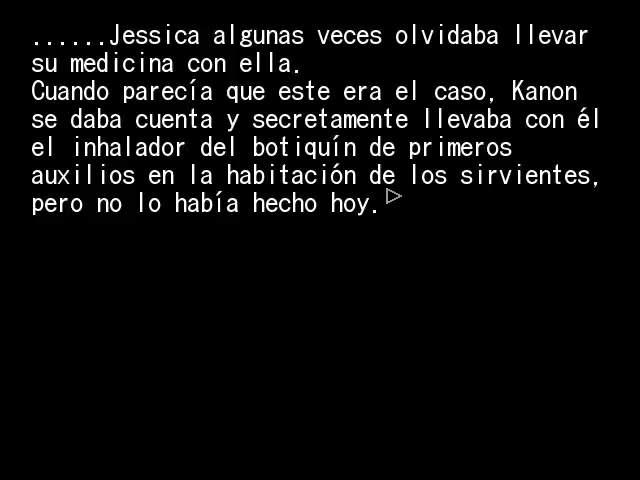 ......Jessica algunas veces olvidaba llevar
su medicina con ella.
Cuando parecía que este era el caso, Kanon
se daba cuenta y secretamente llevaba con él
el inhalador del botiquín de primeros
auxilios en la habitación de los sirvientes,
pero no lo había hecho hoy.